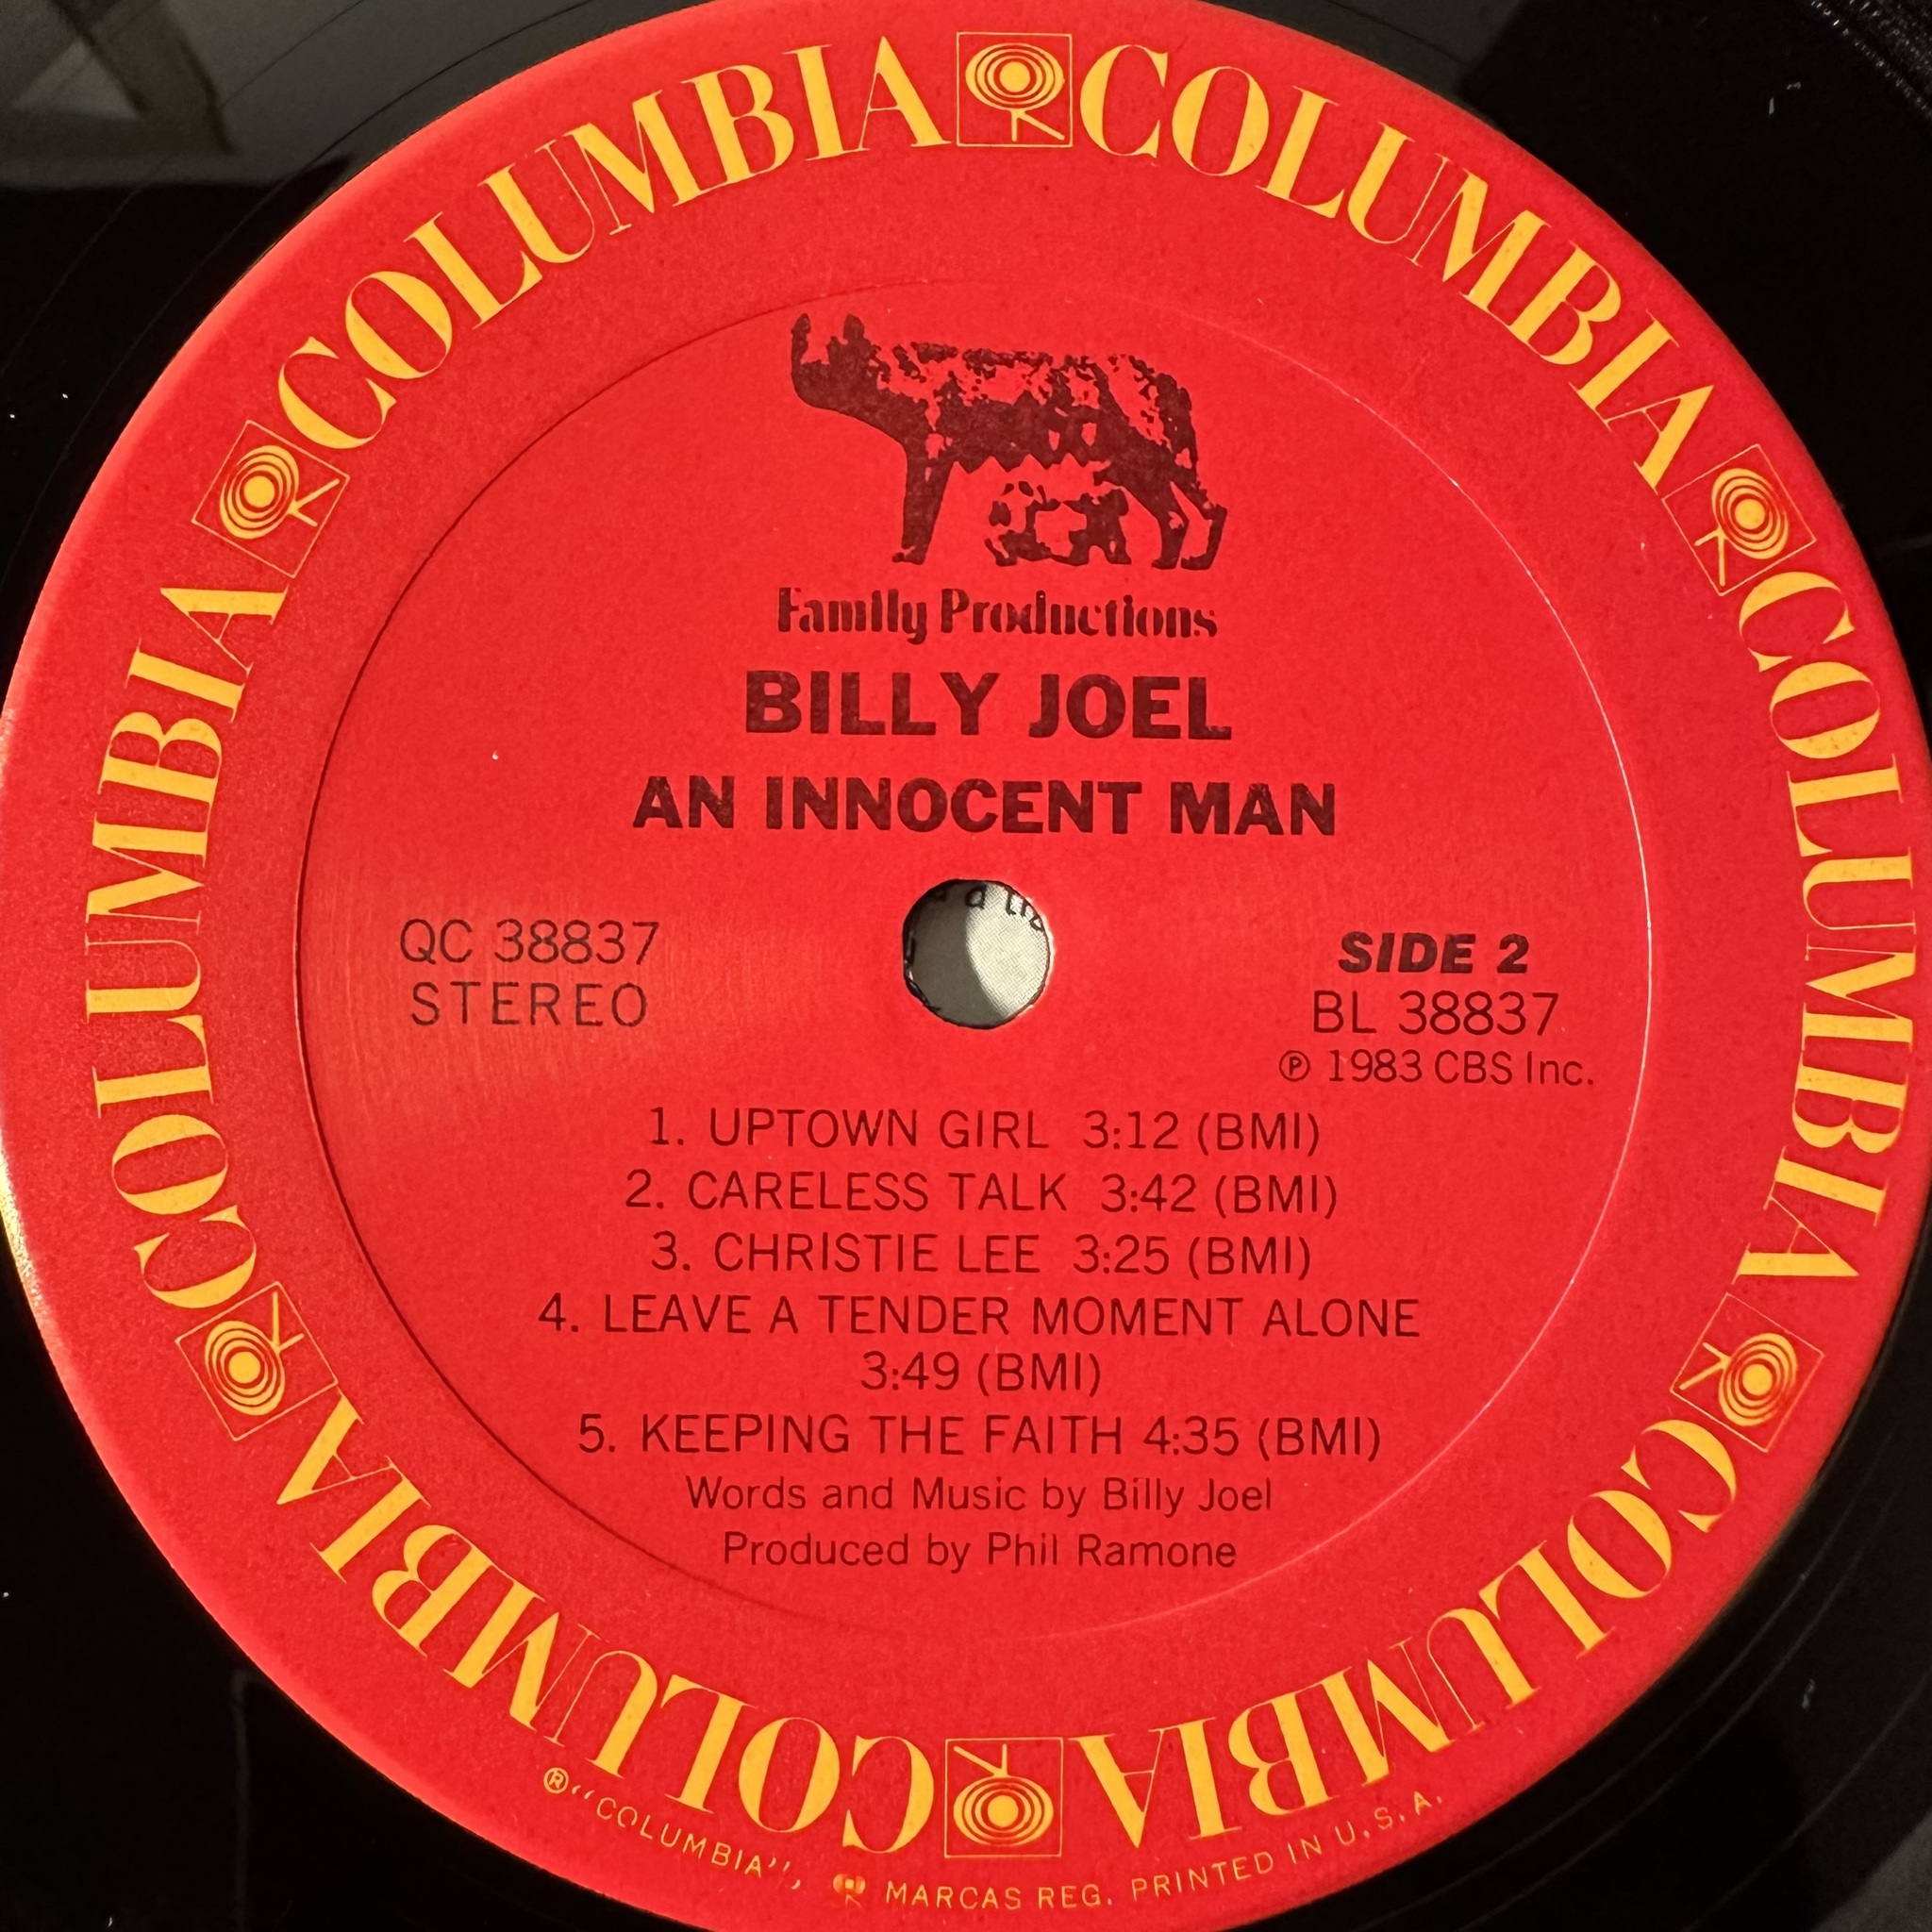 COLUMBIA COLUMBIA COLUMBIA COLUMBIA COLUMBIA COLUMBIA
Family Productions
BILLY JOEL
AN INNOCENT MAN
QC 38837
STEREO
SIDE 2
BL 38837
℗ 1983 CBS Inc.
1. UPTOWN GIRL 3:12 (BMI)
2. CARELESS TALK 3:42 (BMI)
3. CHRISTIE LEE 3:25 (BMI)
4. LEAVE A TENDER MOMENT ALONE
3:49 (BMI)
5. KEEPING THE FAITH 4:35 (BMI)
Words and Music by Billy Joel
Produced by Phil Ramone
® "COLUMBIA", MARCAS REG. PRINTED IN U.S.A.